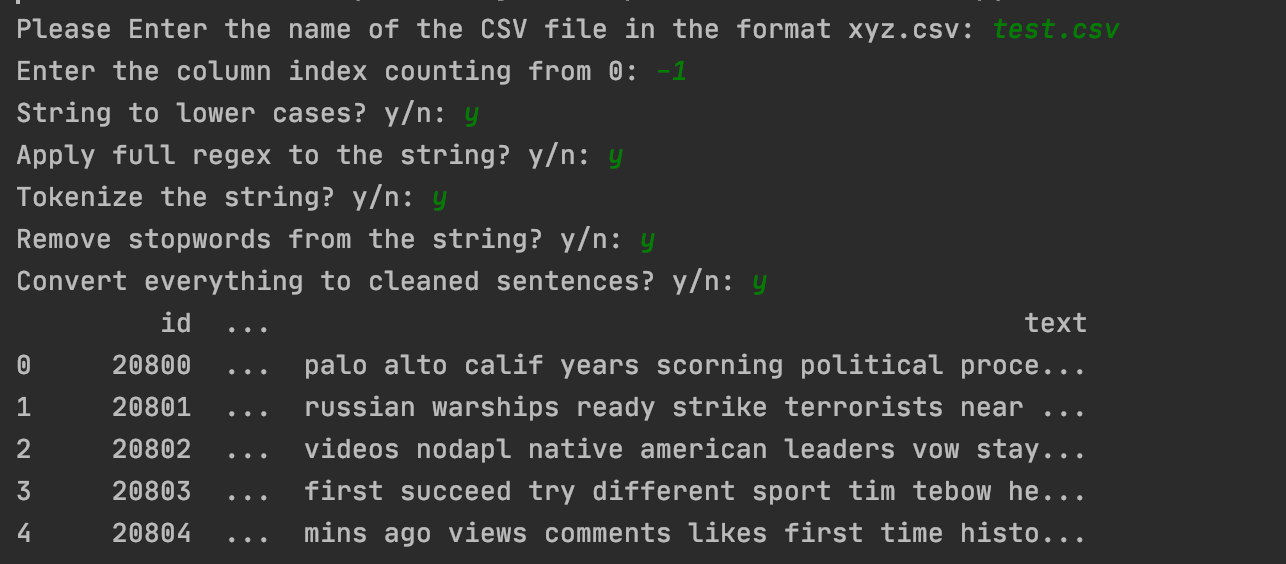 Please Enter the name of the CSV file in the format xyz.csv: test.csv
Enter the column index counting from 0: -1
String to lower cases? y/n: y
Apply full regex to the string? y/n: y
Tokenize the string? y/n: y
Remove stopwords from the string? y/n: y
Convert everything to cleaned sentences? y/n: y
id ... text
0 20800 ... palo alto calif years scorning political proce...
1 20801 ... russian warships ready strike terrorists near ...
2 20802 ... videos nodapl native american leaders vow stay...
3 20803 ... first succeed try different sport tim tebow he...
4 20804 ... mins ago views comments likes first time histo...